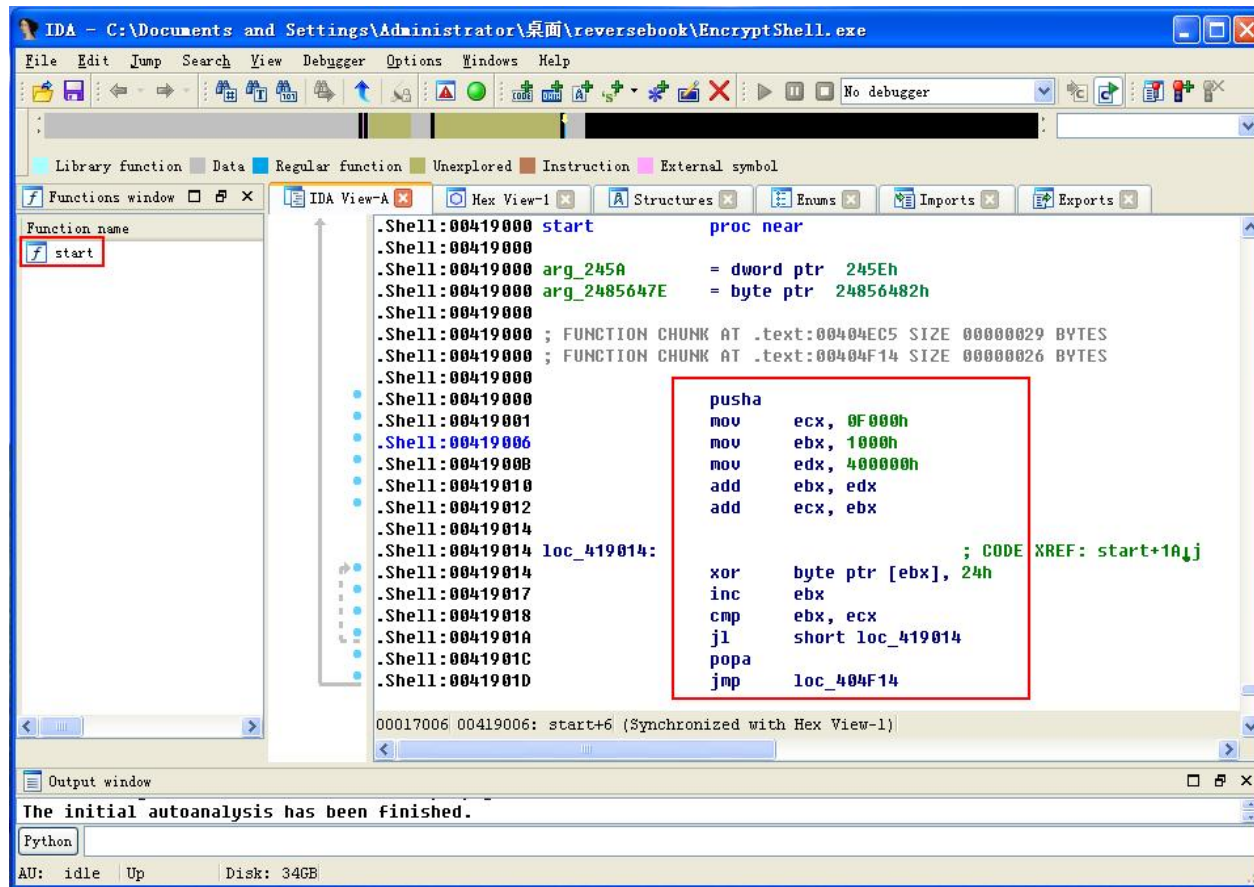 IDA - C:\Documents and Settings\Administrator\桌面\reversebook\EncryptShell.exe
File Edit Jump Search View Debugger Options Windows Help
No debugger
Library function Data Regular function Unexplored Instruction External symbol
Functions window
IDA View-A Hex View-1 Structures Enums Imports Exports
Function name
start
.Shell:00419000 start proc near
.Shell:00419000
.Shell:00419000 arg_245A = dword ptr 245Eh
.Shell:00419000 arg_2485647E = byte ptr 24856482h
.Shell:00419000
.Shell:00419000 ; FUNCTION CHUNK AT .text:00404EC5 SIZE 00000029 BYTES
.Shell:00419000 ; FUNCTION CHUNK AT .text:00404F14 SIZE 00000026 BYTES
.Shell:00419000
.Shell:00419000 pusha
.Shell:00419001 mov ecx, 0F000h
.Shell:00419006 mov ebx, 1000h
.Shell:0041900B mov edx, 400000h
.Shell:00419010 add ebx, edx
.Shell:00419012 add ecx, ebx
.Shell:00419014
.Shell:00419014 loc_419014: ; CODE XREF: start+1A↓j
.Shell:00419014 xor byte ptr [ebx], 24h
.Shell:00419017 inc ebx
.Shell:00419018 cmp ebx, ecx
.Shell:0041901A jl short loc_419014
.Shell:0041901C popa
.Shell:0041901D jmp loc_404F14
00017006 00419006: start+6 (Synchronized with Hex View-1)
Output window
The initial autoanalysis has been finished.
Python
AU: idle Up Disk: 34GB